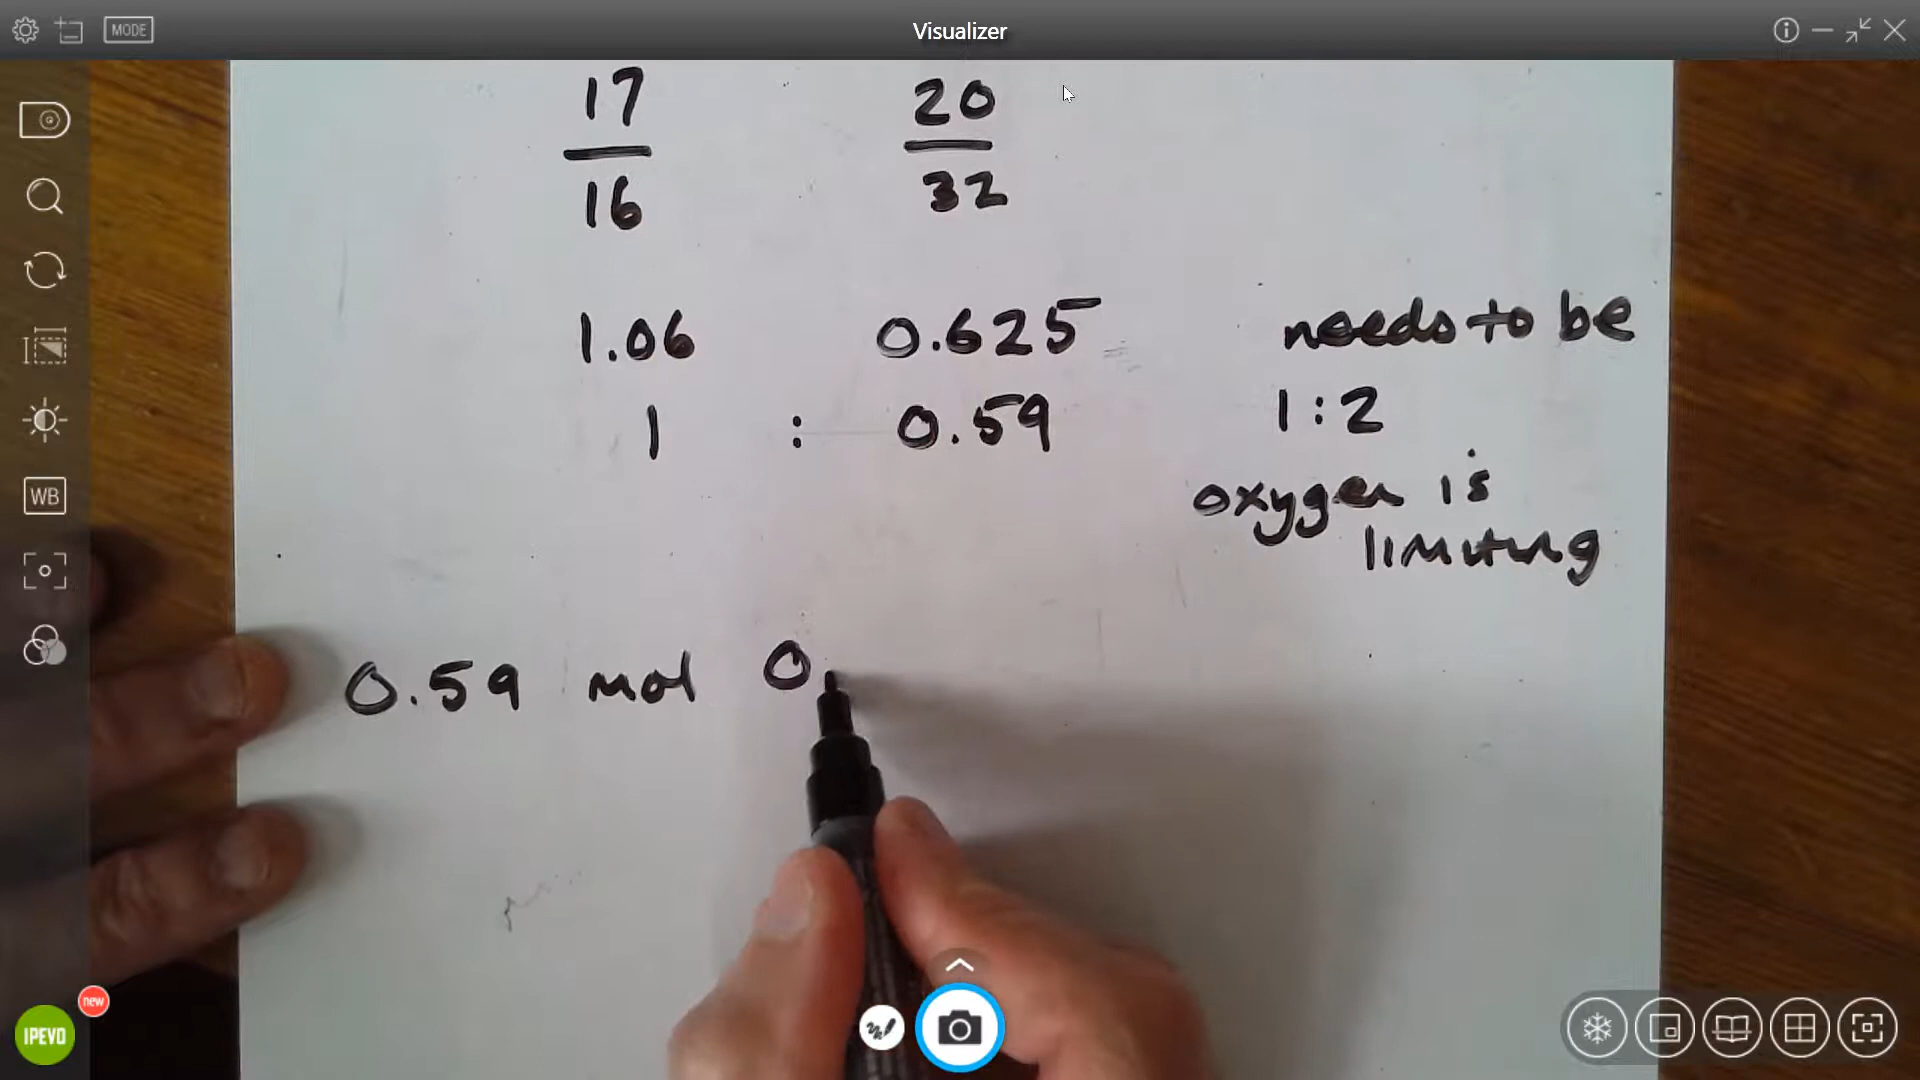 MODE
Visualizer
17 20
16 32
1.06 0.625 needs to be
1 : 0.59 1:2
oxygen is
limiting
0.59 mol O
WB
new
IPEVO